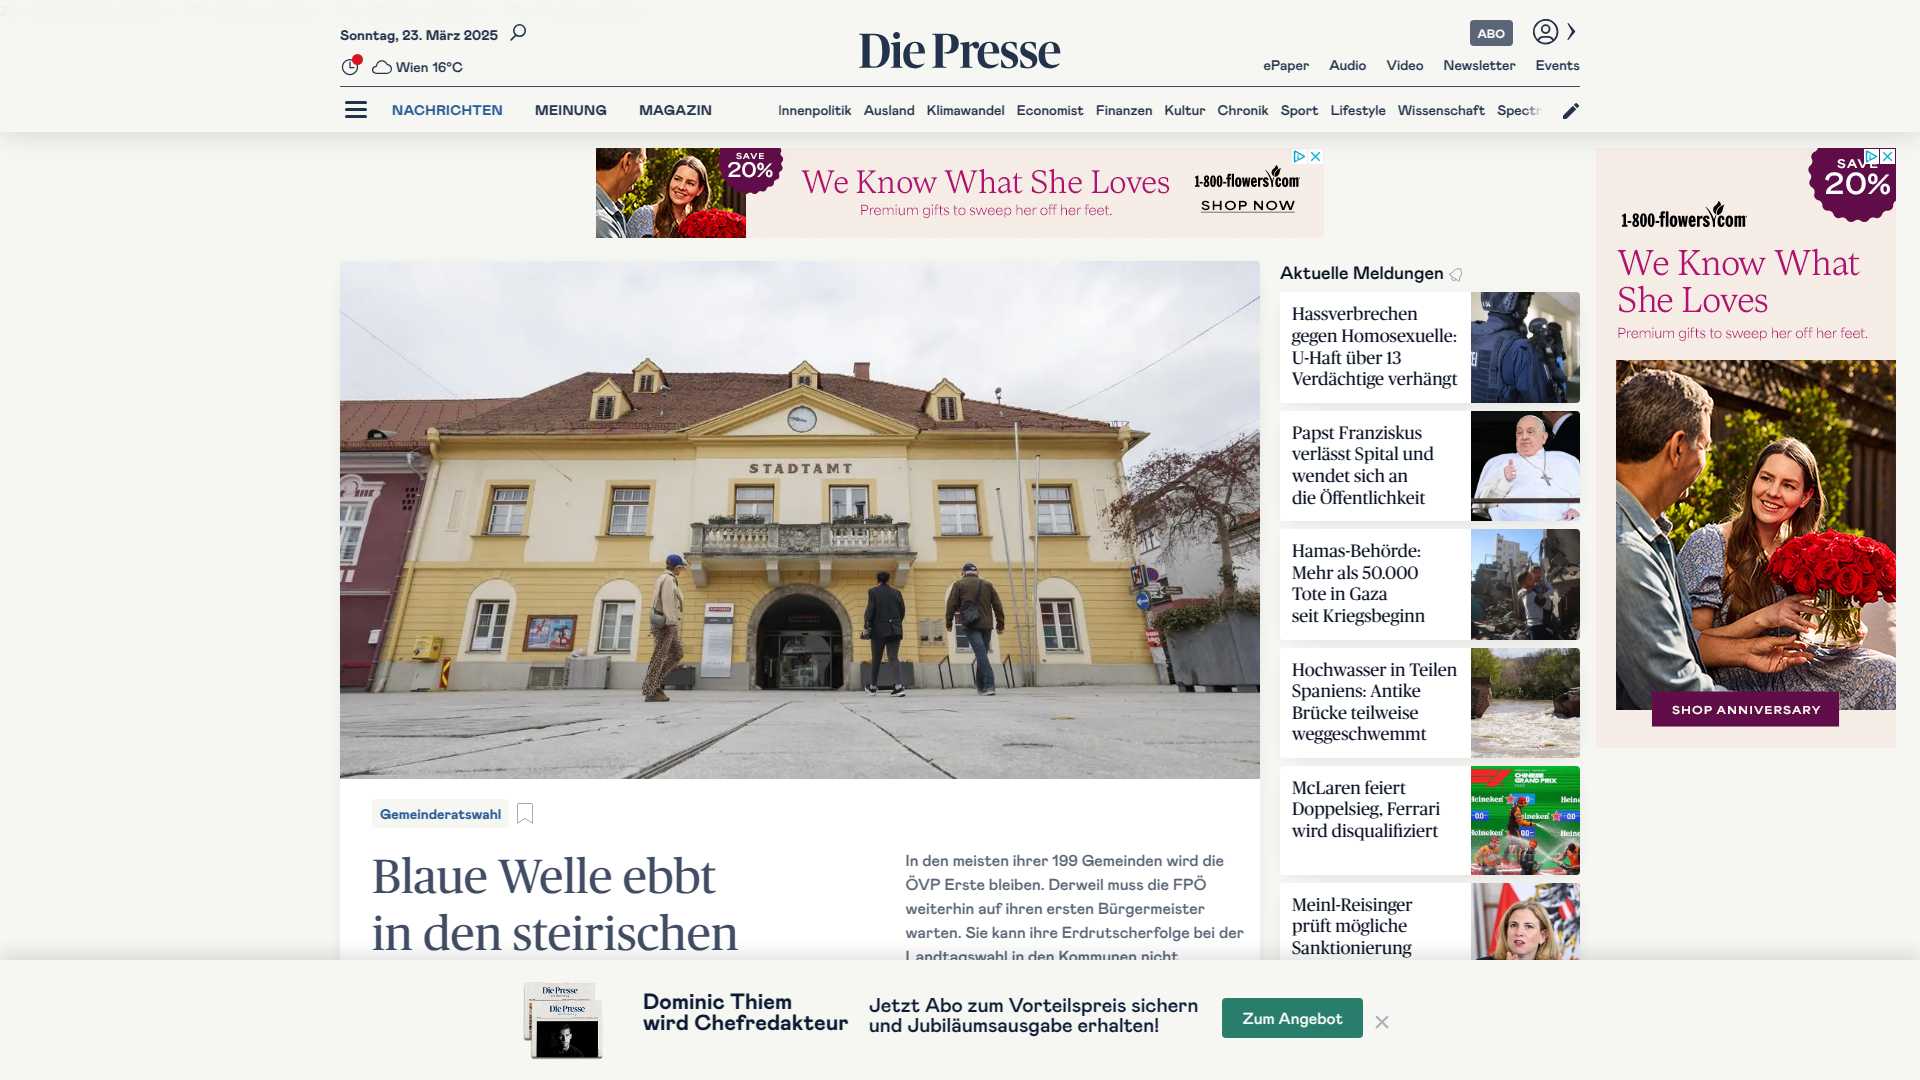 Sonntag, 23. März 2025
Wien 16°C
Die Presse
ABO
ePaper Audio Video Newsletter Events
NACHRICHTEN MEINUNG MAGAZIN
Innenpolitik Ausland Klimawandel Economist Finanzen Kultur Chronik Sport Lifestyle Wissenschaft Spectr
SAVE
20%
We Know What She Loves
Premium gifts to sweep her off her feet.
1-800-flowers.com
SHOP NOW
SAVE
20%
1-800-flowers.com
We Know What
She Loves
Premium gifts to sweep her off her feet.
SHOP ANNIVERSARY
STADTAMT
Gemeinderatswahl
Blaue Welle ebbt
in den steirischen
In den meisten ihrer 199 Gemeinden wird die
ÖVP Erste bleiben. Derweil muss die FPÖ
weiterhin auf ihren ersten Bürgermeister
warten. Sie kann ihre Erdrutscherfolge bei der
Landtagswahl in den Kommunen nicht
Aktuelle Meldungen
Hassverbrechen
gegen Homosexuelle:
U-Haft über 13
Verdächtige verhängt
Papst Franziskus
verlässt Spital und
wendet sich an
die Öffentlichkeit
Hamas-Behörde:
Mehr als 50.000
Tote in Gaza
seit Kriegsbeginn
Hochwasser in Teilen
Spaniens: Antike
Brücke teilweise
weggeschwemmt
McLaren feiert
Doppelsieg, Ferrari
wird disqualifiziert
CHINESE
GRAND PRIX
Heineken
Meinl-Reisinger
prüft mögliche
Sanktionierung
Die Presse
Die Presse
Dominic Thiem
wird Chefredakteur
Jetzt Abo zum Vorteilspreis sichern
und Jubiläumsausgabe erhalten!
Zum Angebot